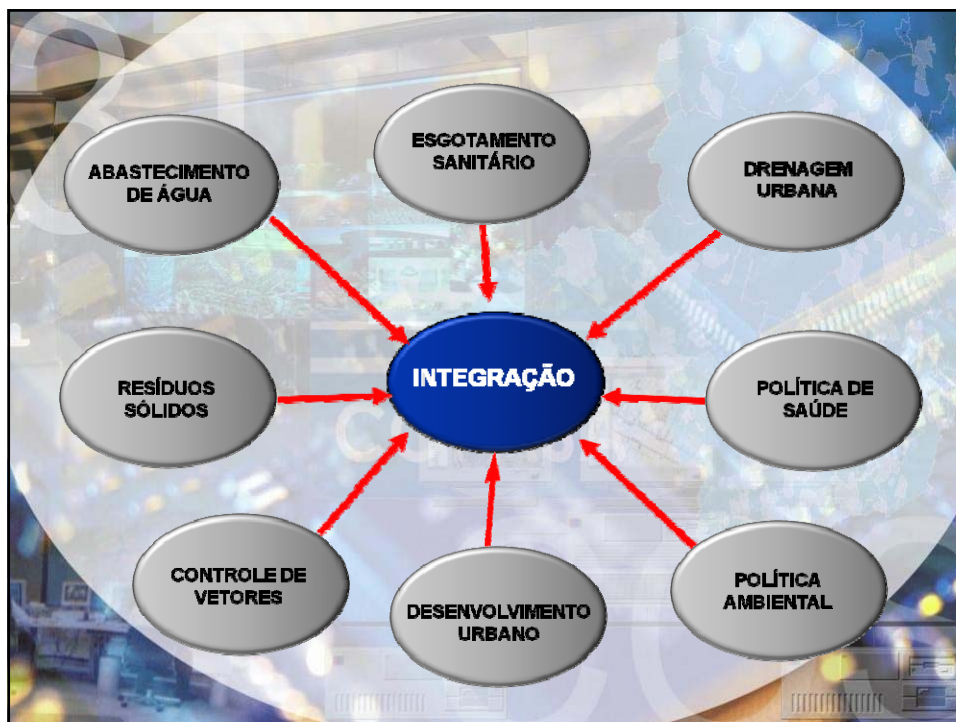 ABASTECIMENTO
DE ÁGUA
ESGOTAMENTO
SANITÁRIO
DRENAGEM
URBANA
RESÍDUOS
SÓLIDOS
INTEGRAÇÃO
POLÍTICA DE
SAÚDE
CONTROLE DE
VETORES
DESENVOLVIMENTO
URBANO
POLÍTICA
AMBIENTAL